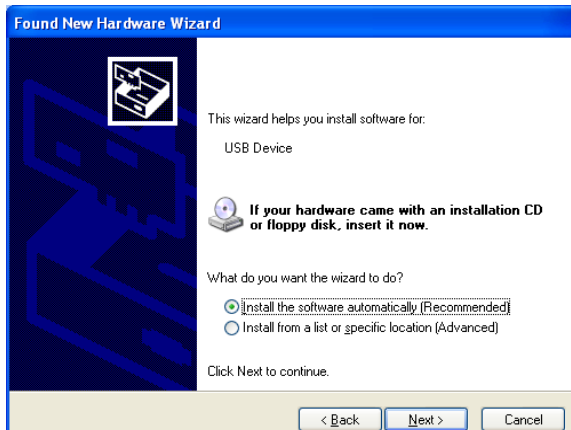 Found New Hardware Wizard
This wizard helps you install software for:
USB Device
If your hardware came with an installation CD
or floppy disk, insert it now.
What do you want the wizard to do?
Install the software automatically (Recommended)
Install from a list or specific location (Advanced)
Click Next to continue.
< Back Next > Cancel